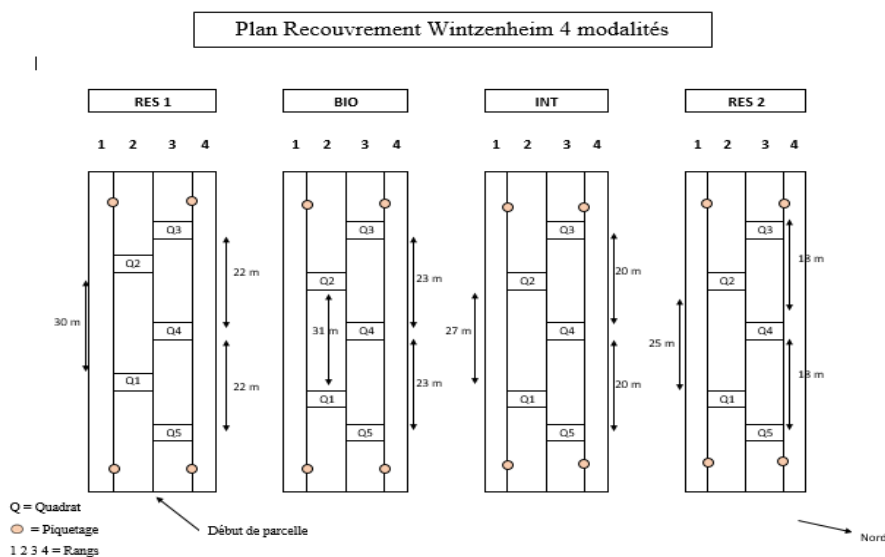 Plan Recouvrement Wintzenheim 4 modalités
RES 1
BIO
INT
RES 2
1 2 3 4
1 2 3 4
1 2 3 4
1 2 3 4
Q3
Q2
Q4
Q1
Q5
30 m
22 m
22 m
Q3
Q2
Q4
Q1
Q5
31 m
23 m
23 m
Q3
Q2
Q4
Q1
Q5
27 m
20 m
20 m
Q3
Q2
Q4
Q1
Q5
25 m
18 m
18 m
Q = Quadrat
= Piquetage
1 2 3 4 = Rangs
Début de parcelle
Nord